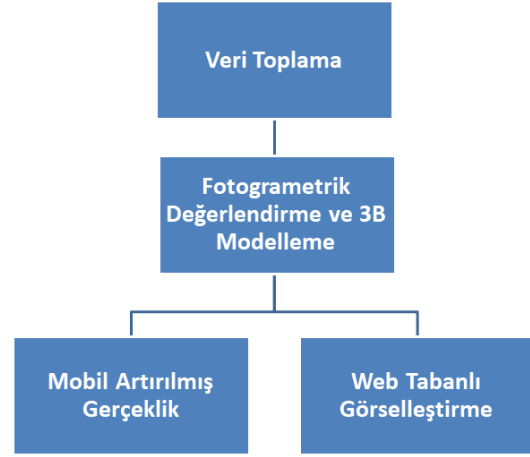 Veri Toplama
Fotogrametrik
Değerlendirme ve 3B
Modelleme
Mobil Artırılmış
Gerçeklik
Web Tabanlı
Görselleştirme